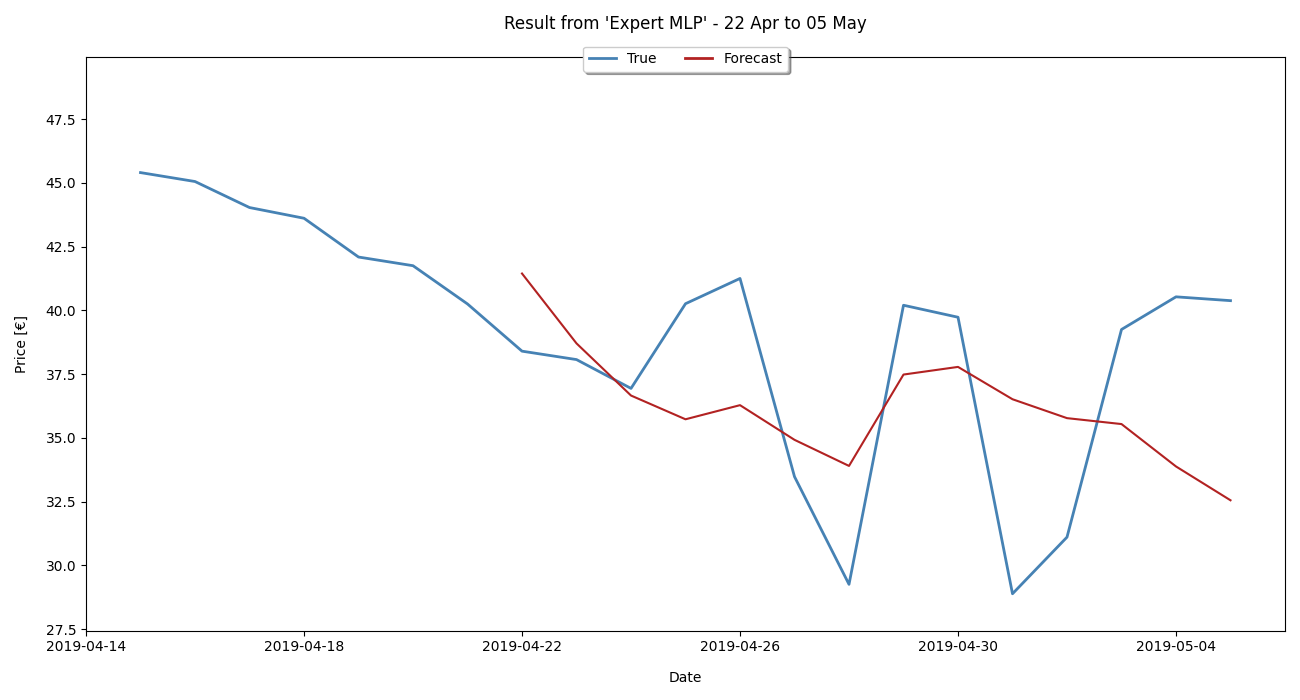 Result from 'Expert MLP' - 22 Apr to 05 May
True Forecast
47.5
45.0
42.5
40.0
37.5
35.0
32.5
30.0
27.5
Price [€]
2019-04-14 2019-04-18 2019-04-22 2019-04-26 2019-04-30 2019-05-04
Date